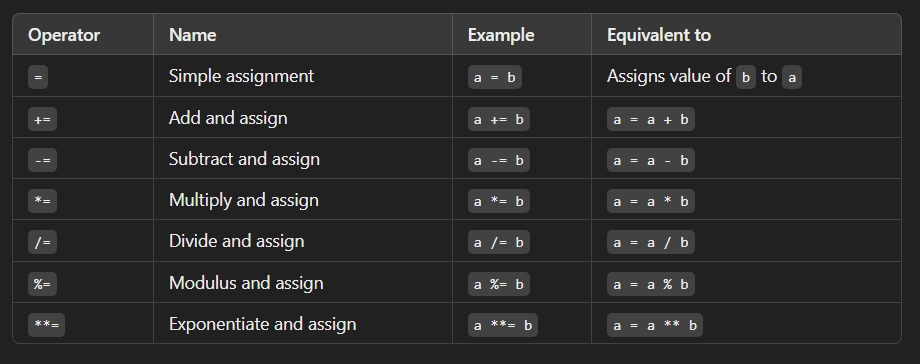 Operator Name Example Equivalent to
= Simple assignment a = b Assigns value of b to a
+= Add and assign a += b a = a + b
-= Subtract and assign a -= b a = a - b
*= Multiply and assign a *= b a = a * b
/= Divide and assign a /= b a = a / b
%= Modulus and assign a %= b a = a % b
**= Exponentiate and assign a **= b a = a ** b